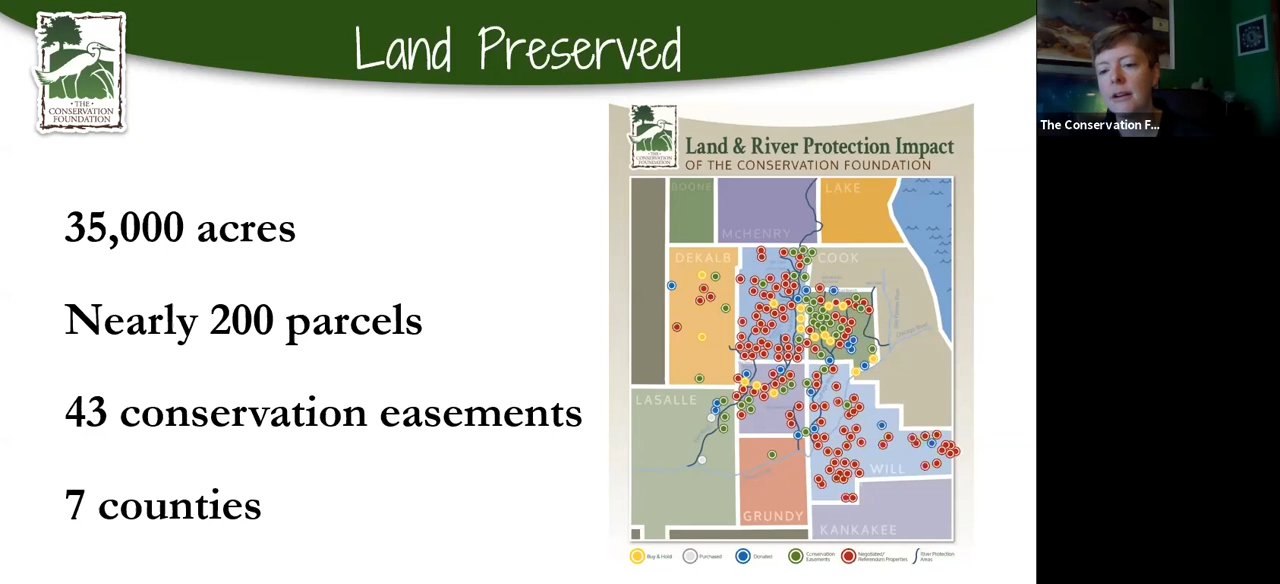 Land Preserved
• THE •
CONSERVATION
FOUNDATION
35,000 acres
Nearly 200 parcels
43 conservation easements
7 counties
Land & River Protection Impact
OF THE CONSERVATION FOUNDATION
BOONE
MCHENRY
LAKE
DEKALB
COOK
LASALLE
WILL
GRUNDY
KANKAKEE
Buy & Hold
Purchased
Donated
Conservation
Easements
Negotiated/
Referendum Properties
River Protection
Areas
The Conservation F...